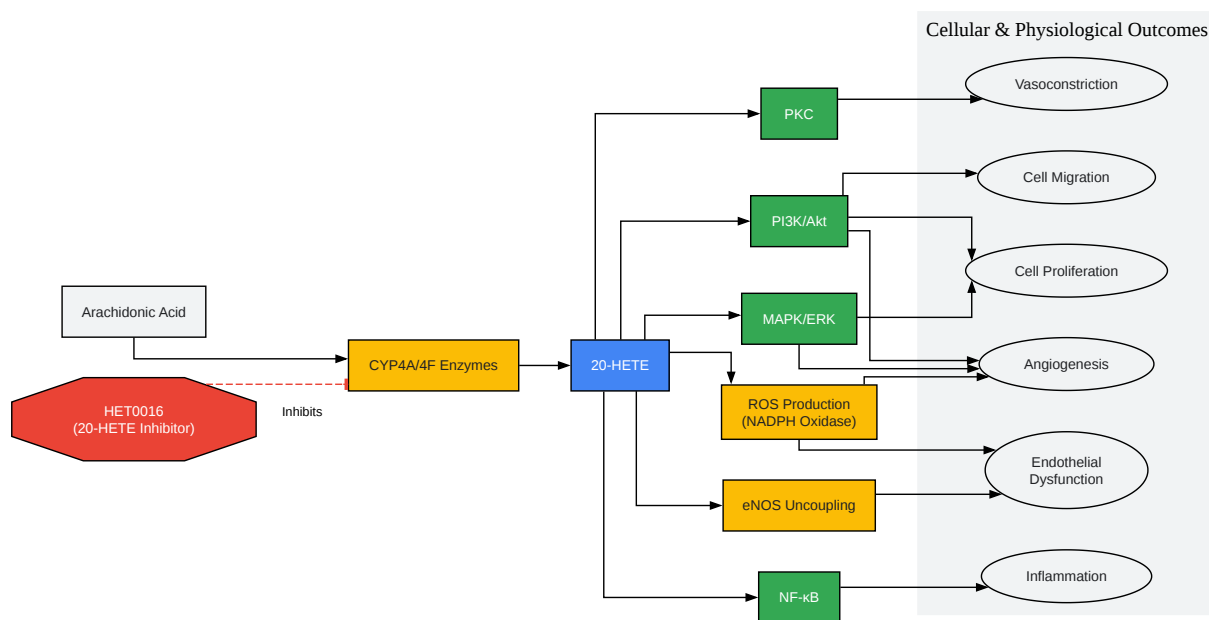 Cellular & Physiological Outcomes
Vasoconstriction
PKC
Cell Migration
PI3K/Akt
Cell Proliferation
Arachidonic Acid
MAPK/ERK
CYP4A/4F Enzymes
20-HETE
Angiogenesis
HET0016
(20-HETE Inhibitor)
Inhibits
ROS Production
(NADPH Oxidase)
Endothelial
Dysfunction
eNOS Uncoupling
Inflammation
NF-κB